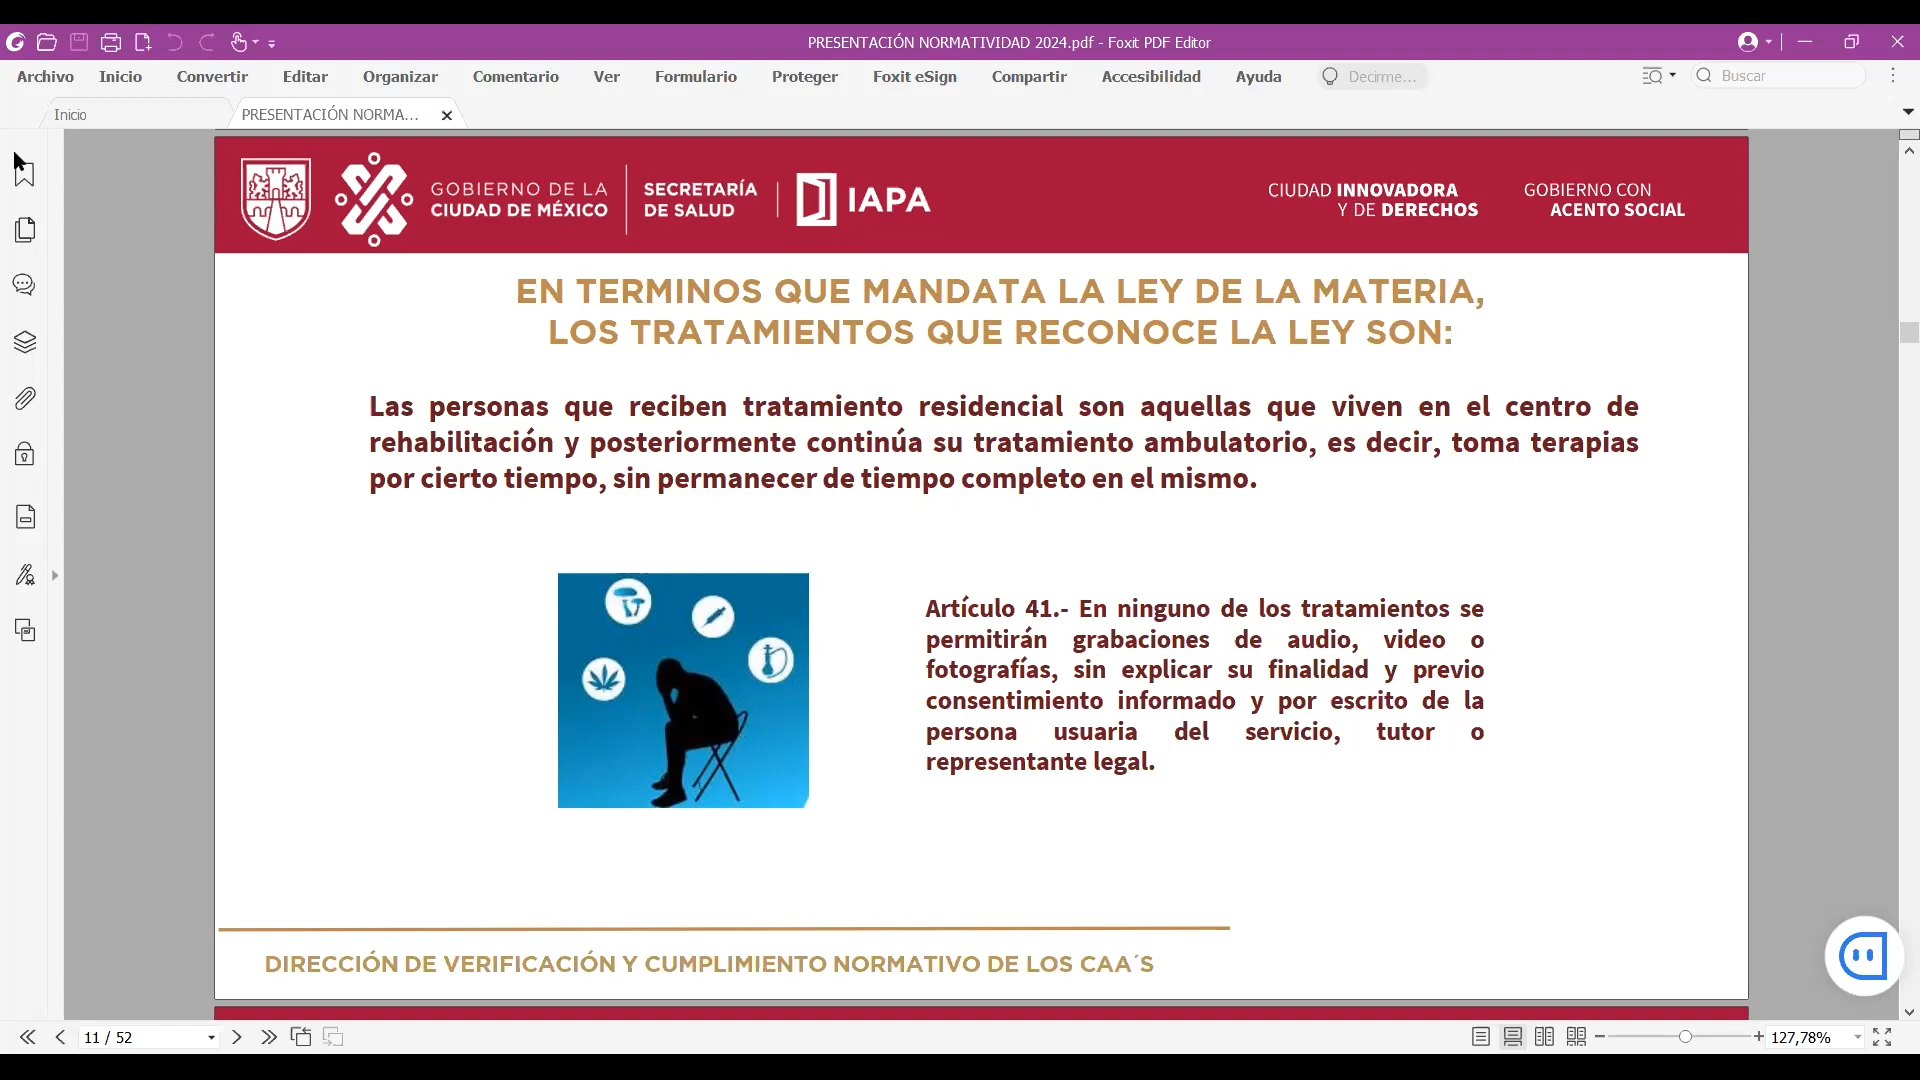 PRESENTACIÓN NORMATIVIDAD 2024.pdf - Foxit PDF Editor
Archivo Inicio Convertir Editar Organizar Comentario Ver Formulario Proteger Foxit eSign Compartir Accesibilidad Ayuda Decirme... Buscar
Inicio PRESENTACIÓN NORMA...
GOBIERNO DE LA
CIUDAD DE MÉXICO
SECRETARÍA
DE SALUD
IAPA
CIUDAD INNOVADORA
Y DE DERECHOS
GOBIERNO CON
ACENTO SOCIAL
EN TERMINOS QUE MANDATA LA LEY DE LA MATERIA,
LOS TRATAMIENTOS QUE RECONOCE LA LEY SON:
Las personas que reciben tratamiento residencial son aquellas que viven en el centro de
rehabilitación y posteriormente continúa su tratamiento ambulatorio, es decir, toma terapias
por cierto tiempo, sin permanecer de tiempo completo en el mismo.
Artículo 41.- En ninguno de los tratamientos se
permitirán grabaciones de audio, video o
fotografías, sin explicar su finalidad y previo
consentimiento informado y por escrito de la
persona usuaria del servicio, tutor o
representante legal.
DIRECCIÓN DE VERIFICACIÓN Y CUMPLIMIENTO NORMATIVO DE LOS CAA´S
11 / 52
127,78%